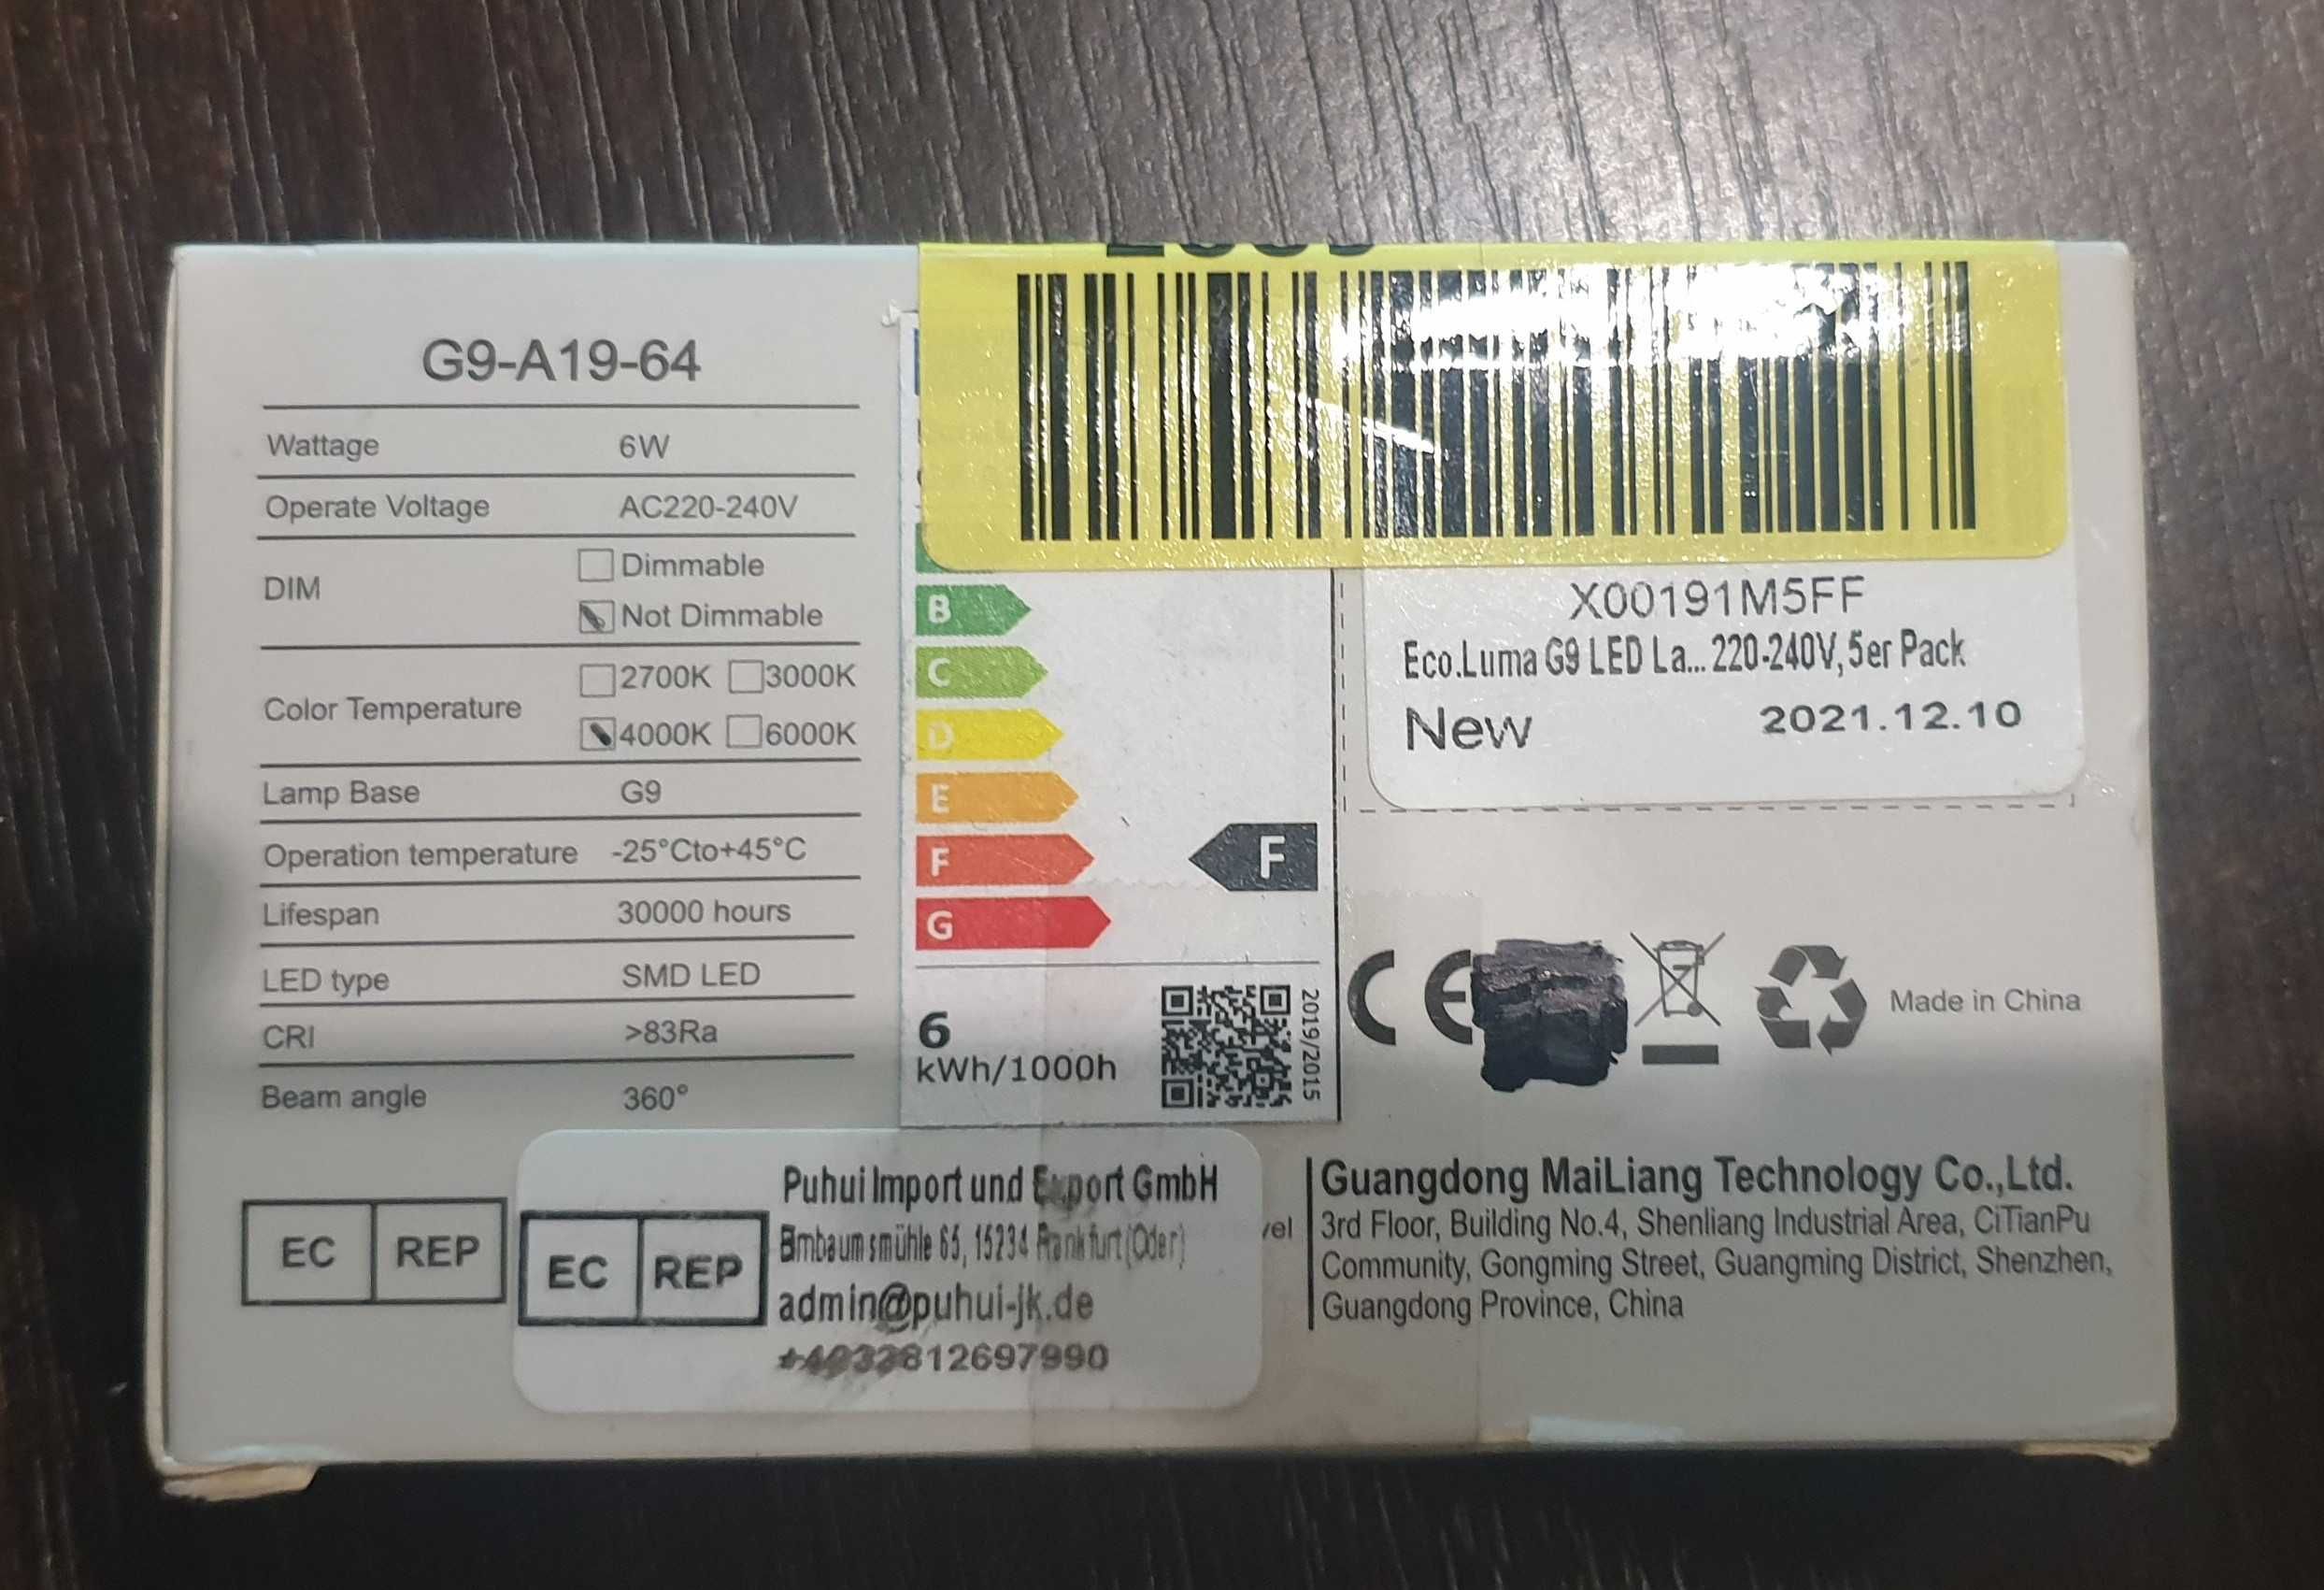 G9-A19-64
Wattage 6W
Operate Voltage AC220-240V
DIM
Dimmable
Not Dimmable
Color Temperature
2700K 3000K
4000K 6000K
Lamp Base G9
Operation temperature -25°Cto+45°C
Lifespan 30000 hours
LED type SMD LED
CRI >83Ra
Beam angle 360°
B
C
D
E
F
F
G
6
kWh/1000h
2019/2015
X00191M5FF
Eco.Luma G9 LED La... 220-240V, 5er Pack
New 2021.12.10
CE
Made in China
EC REP
EC REP
Puhui Import und Export GmbH
65, 15234 Frankfurt (Oder)
admin@puhui-jk.de
Guangdong MaiLiang Technology Co.,Ltd.
3rd Floor, Building No.4, Shenliang Industrial Area, CiTianPu
Community, Gongming Street, Guangming District, Shenzhen,
Guangdong Province, China